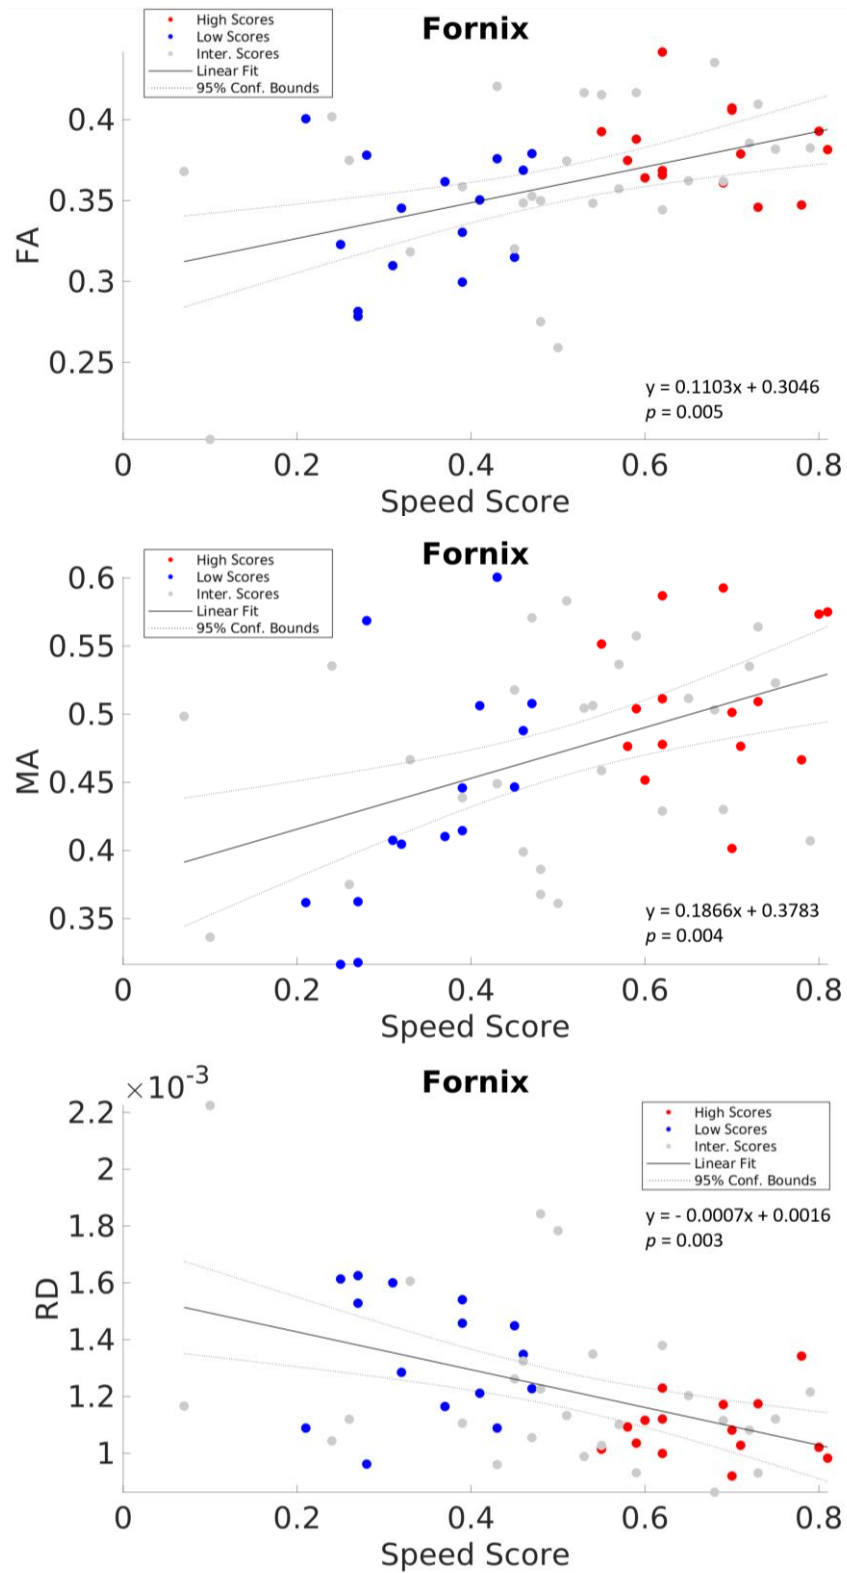 Fornix
High Scores
Low Scores
Inter. Scores
Linear Fit
95% Conf. Bounds
FA
0.4
0.35
0.3
0.25
y = 0.1103x + 0.3046
p = 0.005
0 0.2 0.4 0.6 0.8
Speed Score
Fornix
High Scores
Low Scores
Inter. Scores
Linear Fit
95% Conf. Bounds
MA
0.6
0.55
0.5
0.45
0.4
0.35
y = 0.1866x + 0.3783
p = 0.004
0 0.2 0.4 0.6 0.8
Speed Score
Fornix
×10-3
High Scores
Low Scores
Inter. Scores
Linear Fit
95% Conf. Bounds
y = - 0.0007x + 0.0016
p = 0.003
RD
2.2
2
1.8
1.6
1.4
1.2
1
0 0.2 0.4 0.6 0.8
Speed Score